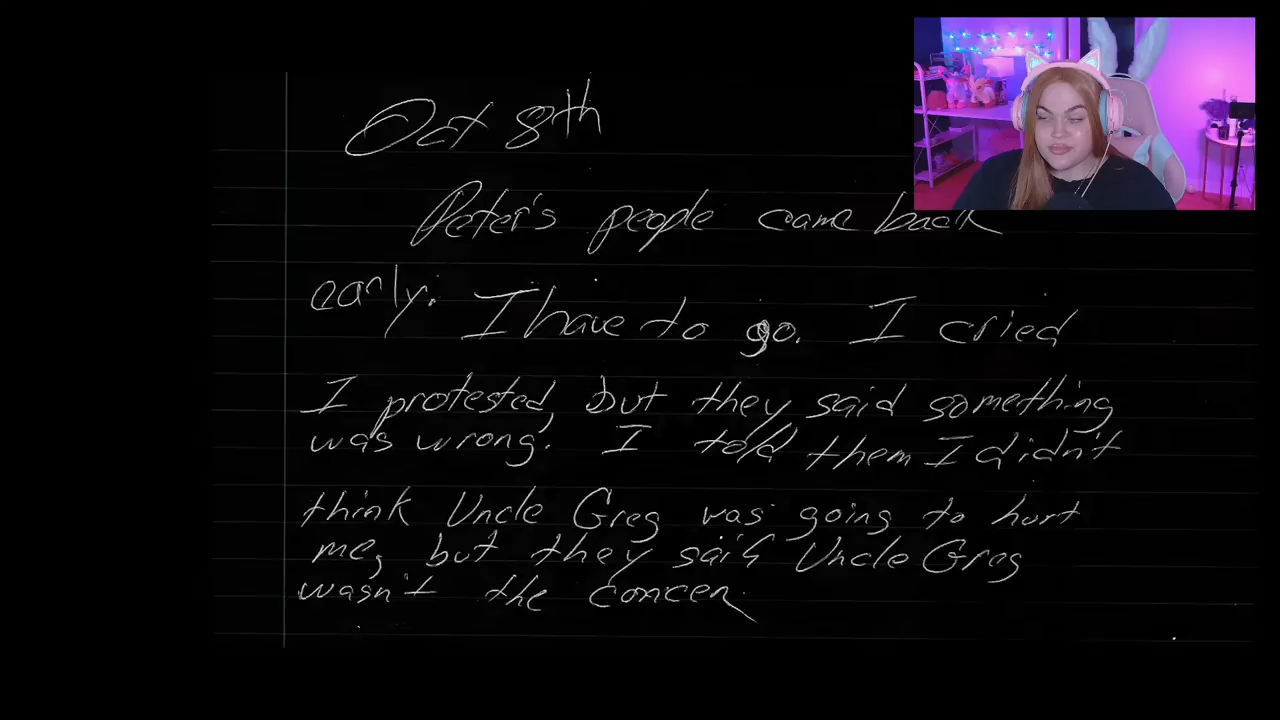 Oct 8th
Peter's people came back
early. I have to go. I cried
I protested, but they said something
was wrong. I told them I didn't
think Uncle Greg was going to hurt
me, but they said Uncle Greg
wasn't the concer